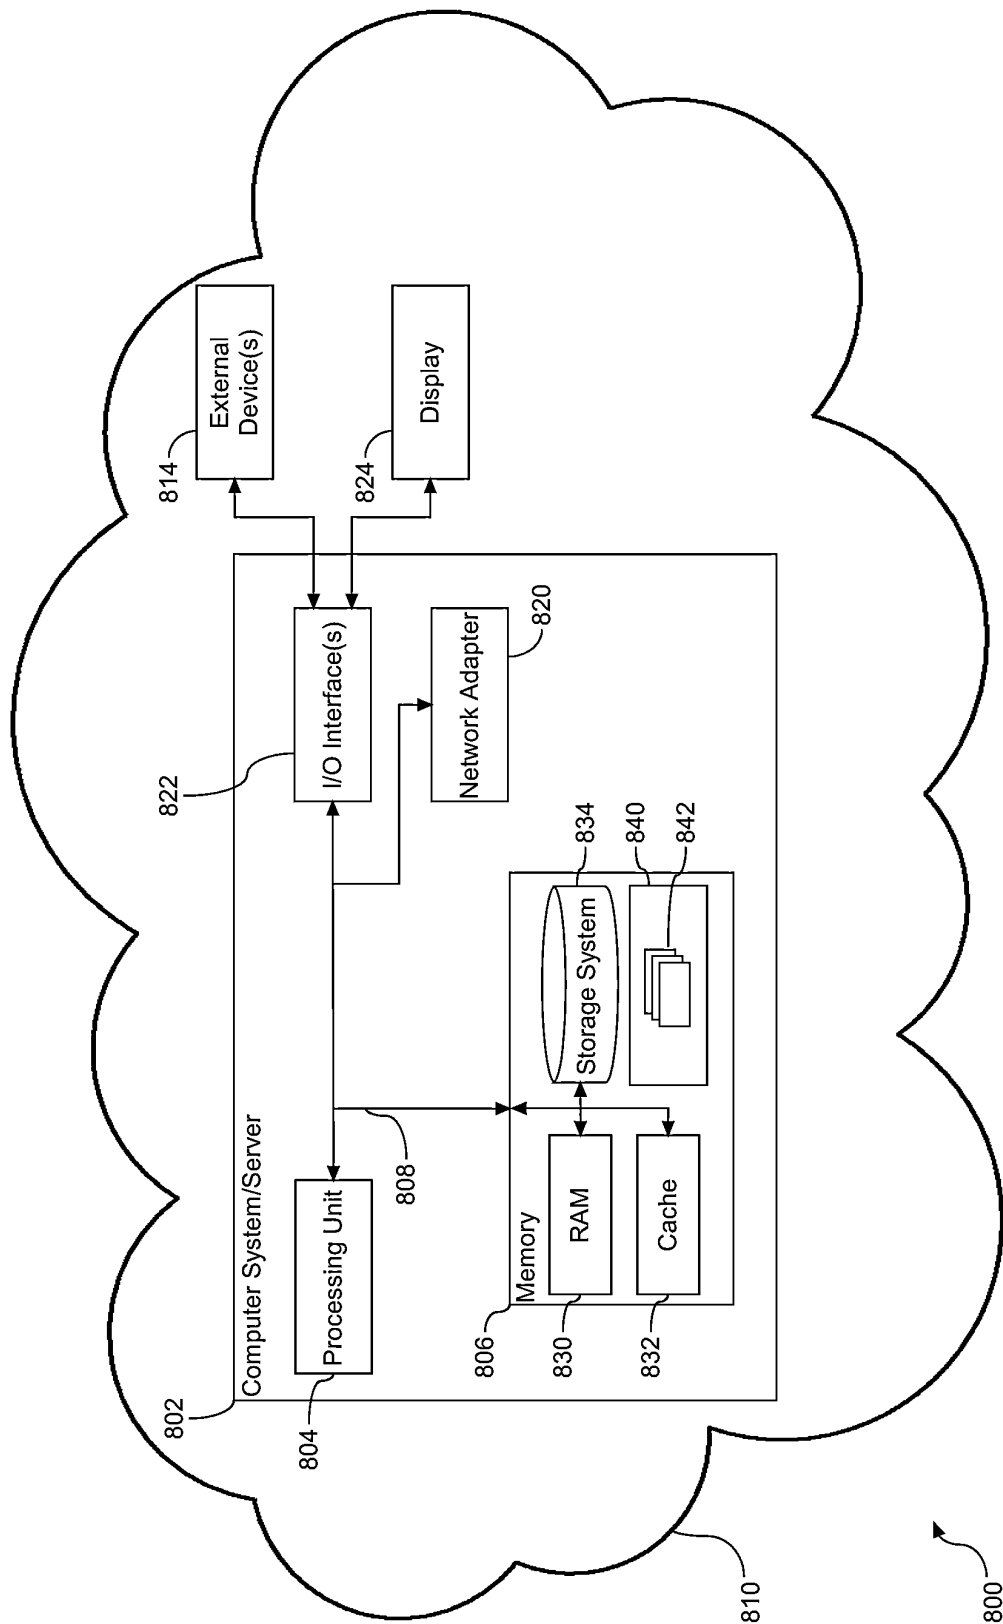 800
810
802
Computer System/Server
804
Processing Unit
808
822
I/O Interface(s)
814
External
Device(s)
824
Display
Network Adapter
820
806
Memory
830
RAM
832
Cache
Storage System
834
840
842